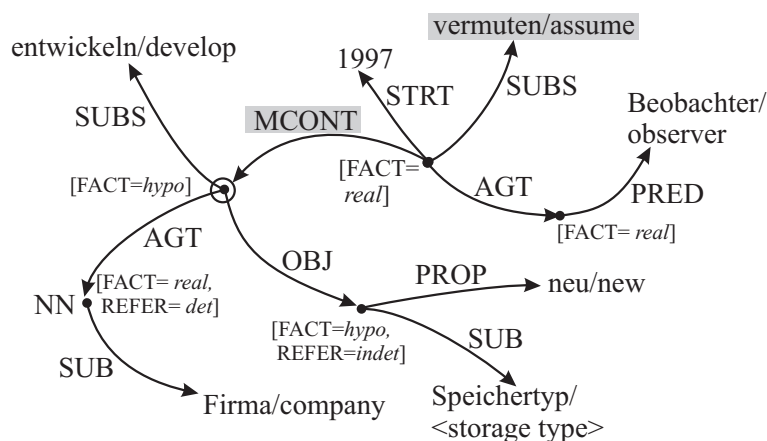 vermuten/assume
entwickeln/develop
1997
STRT
SUBS
SUBS
Beobachter/
observer
MCONT
[FACT=
real]
AGT
PRED
[FACT=hypo]
[FACT= real]
AGT
OBJ
[FACT= real,
REFER= det]
NN
PROP
neu/new
[FACT=hypo,
REFER=indet]
SUB
SUB
Firma/company
Speichertyp/
<storage type>